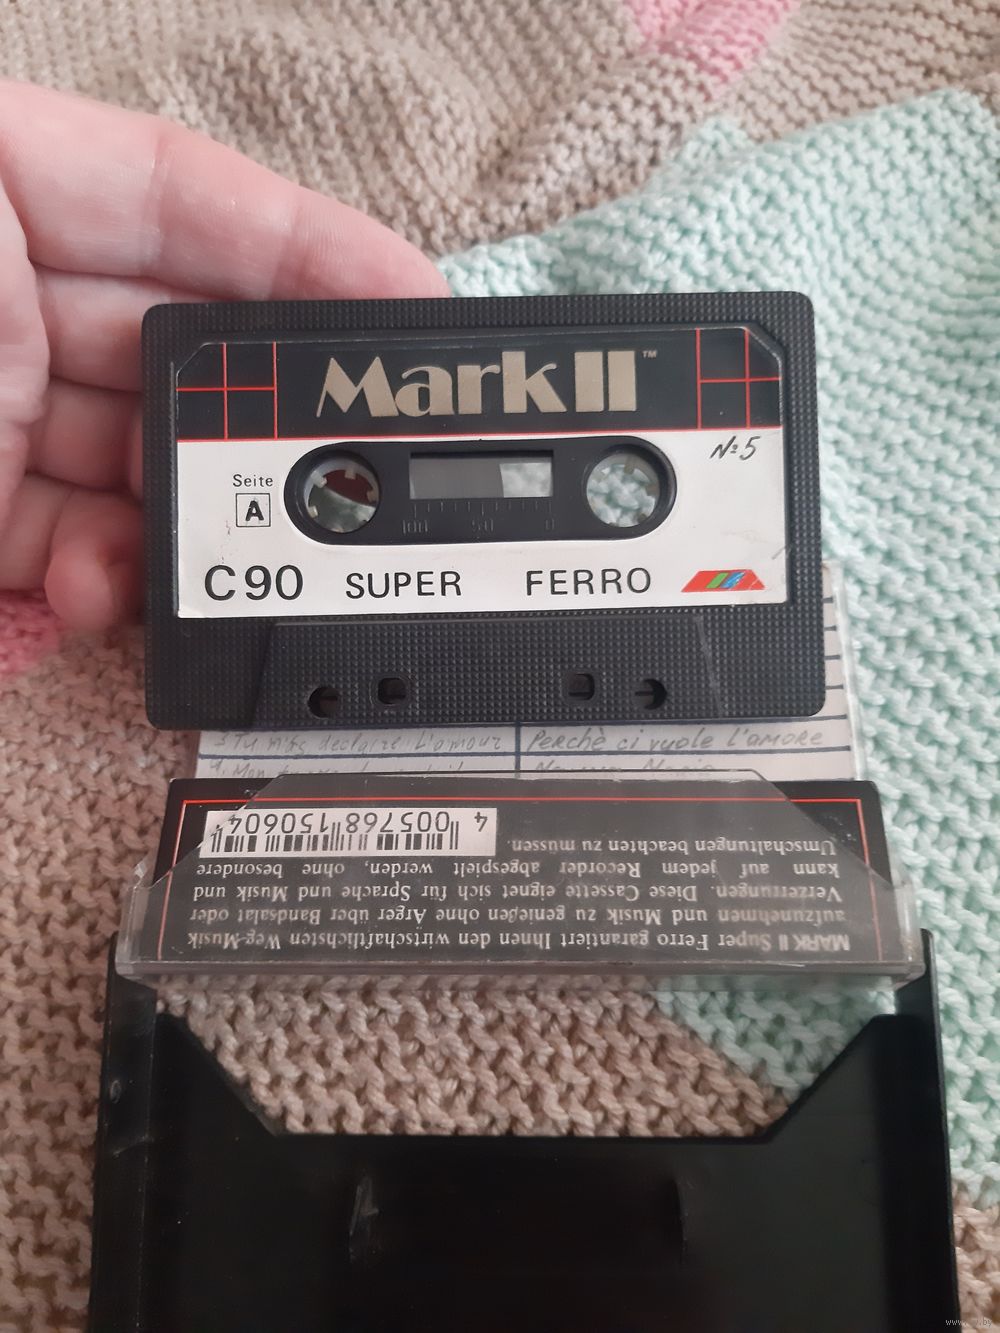 Mark II™
№5
Seite
A
100 50 0
C90 SUPER FERRO
Perchè ci vuole l'amore
4 005768 150604
MARK II Super Ferro garantiert Ihnen den wirtschaftlichsten Weg-Musik
aufzunehmen und Musik zu genießen ohne Ärger über Bandsalat oder
Verzerrungen. Diese Cassette eignet sich für Sprache und Musik und
kann auf jedem Recorder abgespielt werden, ohne besondere
Umschaltungen beachten zu müssen.